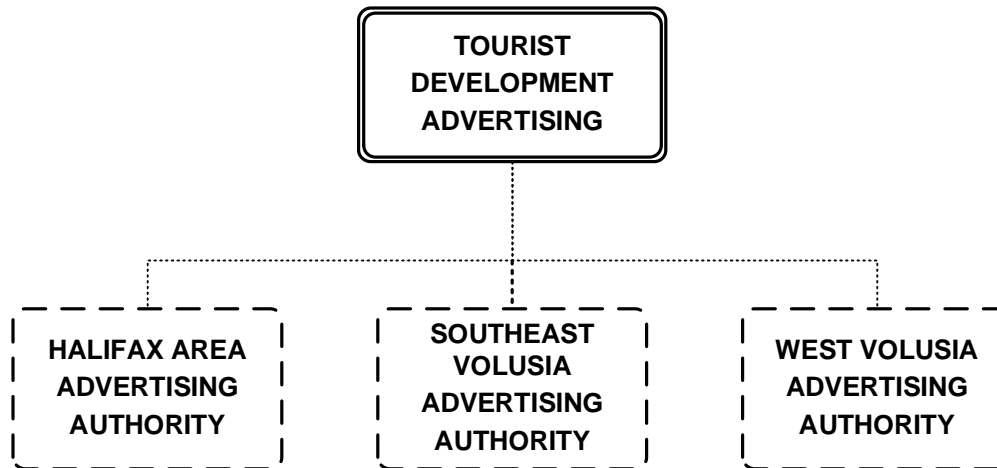 TOURIST
DEVELOPMENT
ADVERTISING
HALIFAX AREA
ADVERTISING
AUTHORITY
SOUTHEAST
VOLUSIA
ADVERTISING
AUTHORITY
WEST VOLUSIA
ADVERTISING
AUTHORITY